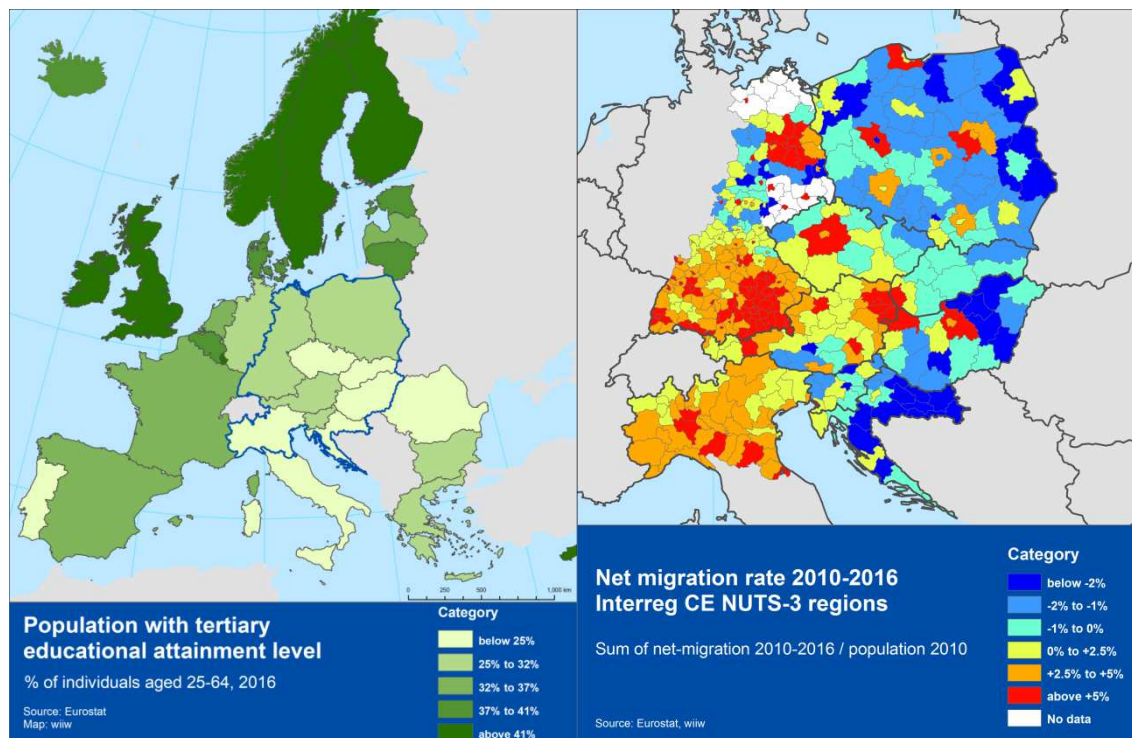 0 250 500 1,000 km
Population with tertiary
educational attainment level
% of individuals aged 25-64, 2016
Source: Eurostat
Map: wiiw
Category
below 25%
25% to 32%
32% to 37%
37% to 41%
above 41%
Net migration rate 2010-2016
Interreg CE NUTS-3 regions
Sum of net-migration 2010-2016 / population 2010
Source: Eurostat, wiiw
Category
below -2%
-2% to -1%
-1% to 0%
0% to +2.5%
+2.5% to +5%
above +5%
No data